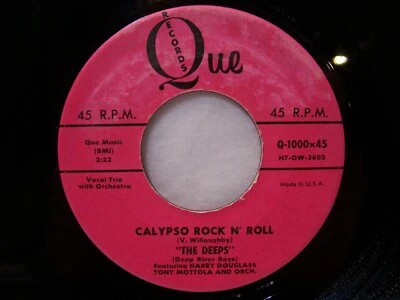 RECORDS
Que
45 R.P.M.
45 R.P.M.
Que Music
(BMI)
2:22
Q-1000x45
H7-OW-3602
Vocal Trio
with Orchestra
Made in U.S.A.
CALYPSO ROCK N' ROLL
(V. Willoughby)
"THE DEEPS"
(Deep River Boys)
Featuring HARRY DOUGLASS
TONY MOTTOLA AND ORCH.